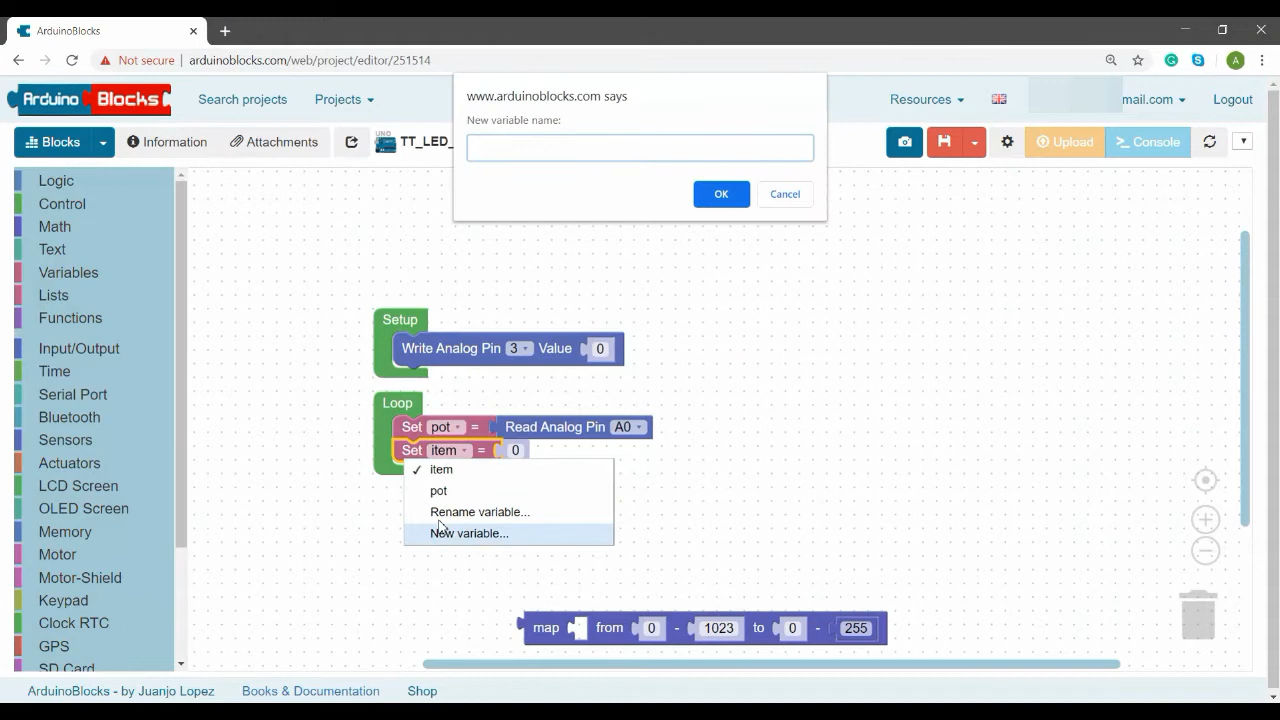 ArduinoBlocks
Not secure
arduinoblocks.com/web/project/editor/251514
A
www.arduinoblocks.com says
New variable name:
OK
Cancel
Arduino Blocks
Search projects
Projects
Resources
mail.com
Logout
Blocks
Information
Attachments
UNO
TT_LED_
Upload
Console
Logic
Control
Math
Text
Variables
Lists
Functions
Input/Output
Time
Serial Port
Bluetooth
Sensors
Actuators
LCD Screen
OLED Screen
Memory
Motor
Motor-Shield
Keypad
Clock RTC
GPS
SD Card
Setup
Write Analog Pin 3 Value 0
Loop
Set pot = Read Analog Pin A0
Set item = 0
item
pot
Rename variable...
New variable...
map from 0 - 1023 to 0 - 255
ArduinoBlocks - by Juanjo Lopez
Books & Documentation
Shop